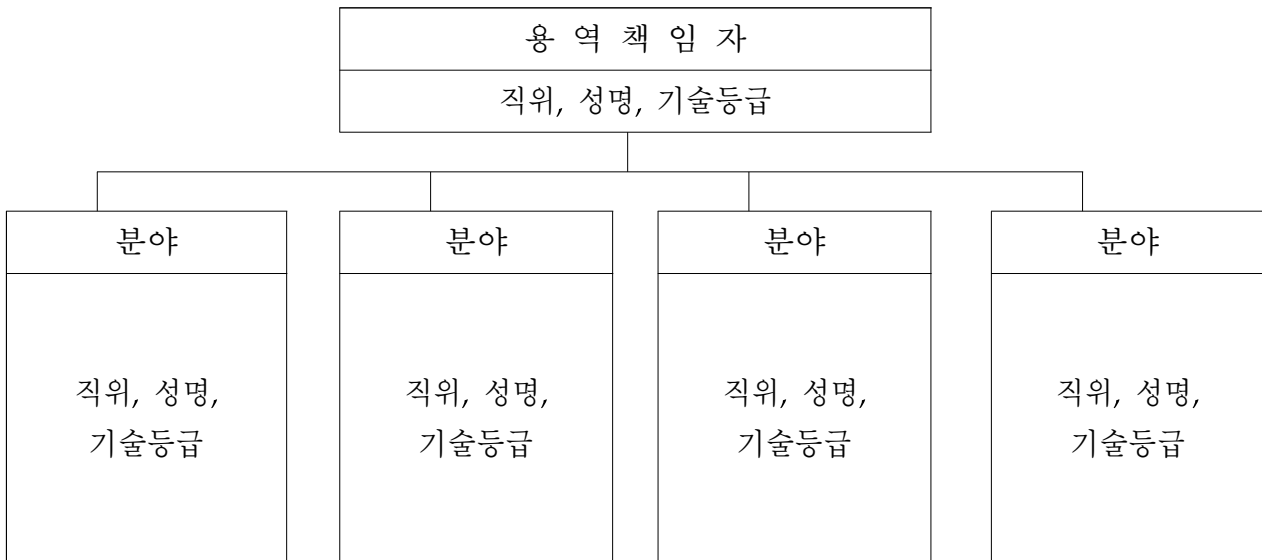 용 역 책 임 자
직위, 성명, 기술등급
분야
분야
분야
분야
직위, 성명,
기술등급
직위, 성명,
기술등급
직위, 성명,
기술등급
직위, 성명,
기술등급